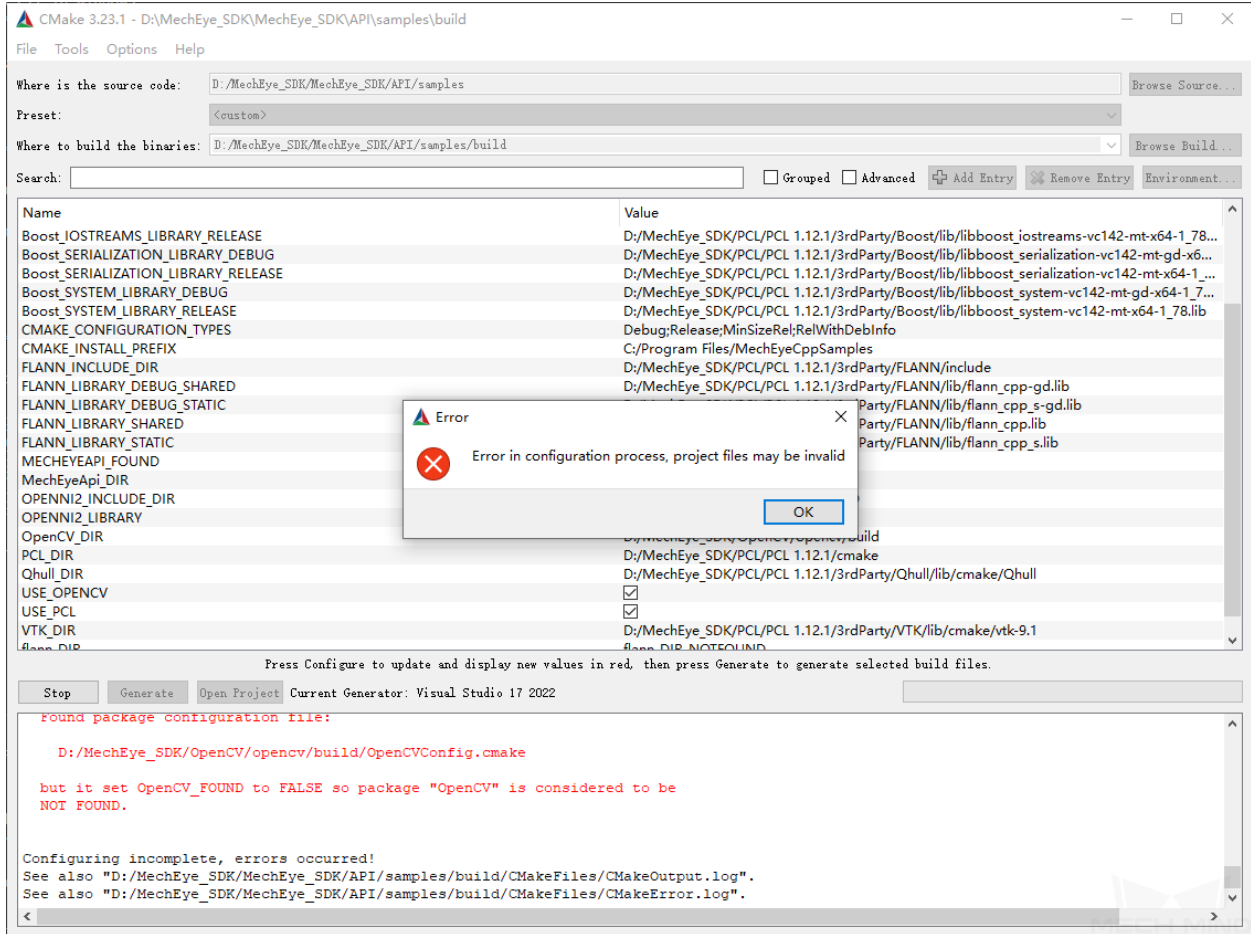 CMake 3.23.1 - D:\MechEye_SDK\MechEye_SDK\API\samples\build
File Tools Options Help
Where is the source code: D:/MechEye_SDK/MechEye_SDK/API/samples Browse Source...
Preset: <custom>
Where to build the binaries: D:/MechEye_SDK/MechEye_SDK/API/samples/build Browse Build...
Search: Grouped Advanced Add Entry Remove Entry Environment...
Name Value
Boost_IOSTREAMS_LIBRARY_RELEASE D:/MechEye_SDK/PCL/PCL 1.12.1/3rdParty/Boost/lib/libboost_iostreams-vc142-mt-x64-1_78...
Boost_SERIALIZATION_LIBRARY_DEBUG D:/MechEye_SDK/PCL/PCL 1.12.1/3rdParty/Boost/lib/libboost_serialization-vc142-mt-gd-x6...
Boost_SERIALIZATION_LIBRARY_RELEASE D:/MechEye_SDK/PCL/PCL 1.12.1/3rdParty/Boost/lib/libboost_serialization-vc142-mt-x64-1_...
Boost_SYSTEM_LIBRARY_DEBUG D:/MechEye_SDK/PCL/PCL 1.12.1/3rdParty/Boost/lib/libboost_system-vc142-mt-gd-x64-1_7...
Boost_SYSTEM_LIBRARY_RELEASE D:/MechEye_SDK/PCL/PCL 1.12.1/3rdParty/Boost/lib/libboost_system-vc142-mt-x64-1_78.lib
CMAKE_CONFIGURATION_TYPES Debug;Release;MinSizeRel;RelWithDebInfo
CMAKE_INSTALL_PREFIX C:/Program Files/MechEyeCppSamples
FLANN_INCLUDE_DIR D:/MechEye_SDK/PCL/PCL 1.12.1/3rdParty/FLANN/include
FLANN_LIBRARY_DEBUG_SHARED D:/MechEye_SDK/PCL/PCL 1.12.1/3rdParty/FLANN/lib/flann_cpp-gd.lib
FLANN_LIBRARY_DEBUG_STATIC Party/FLANN/lib/flann_cpp_s-gd.lib
FLANN_LIBRARY_SHARED Party/FLANN/lib/flann_cpp.lib
FLANN_LIBRARY_STATIC Party/FLANN/lib/flann_cpp_s.lib
MECHEYEAPI_FOUND
MechEyeApi_DIR
OPENNI2_INCLUDE_DIR
OPENNI2_LIBRARY
OpenCV_DIR D:/MechEye_SDK/OpenCV/opencv/build
PCL_DIR D:/MechEye_SDK/PCL/PCL 1.12.1/cmake
Qhull_DIR D:/MechEye_SDK/PCL/PCL 1.12.1/3rdParty/Qhull/lib/cmake/Qhull
USE_OPENCV
USE_PCL
VTK_DIR D:/MechEye_SDK/PCL/PCL 1.12.1/3rdParty/VTK/lib/cmake/vtk-9.1
flann_DIR flann_DIR-NOTFOUND
Error
Error in configuration process, project files may be invalid
OK
Press Configure to update and display new values in red, then press Generate to generate selected build files.
Stop Generate Open Project Current Generator: Visual Studio 17 2022
Found package configuration file:
D:/MechEye_SDK/OpenCV/opencv/build/OpenCVConfig.cmake
but it set OpenCV_FOUND to FALSE so package "OpenCV" is considered to be
NOT FOUND.
Configuring incomplete, errors occurred!
See also "D:/MechEye_SDK/MechEye_SDK/API/samples/build/CMakeFiles/CMakeOutput.log".
See also "D:/MechEye_SDK/MechEye_SDK/API/samples/build/CMakeFiles/CMakeError.log".
MECH MIND